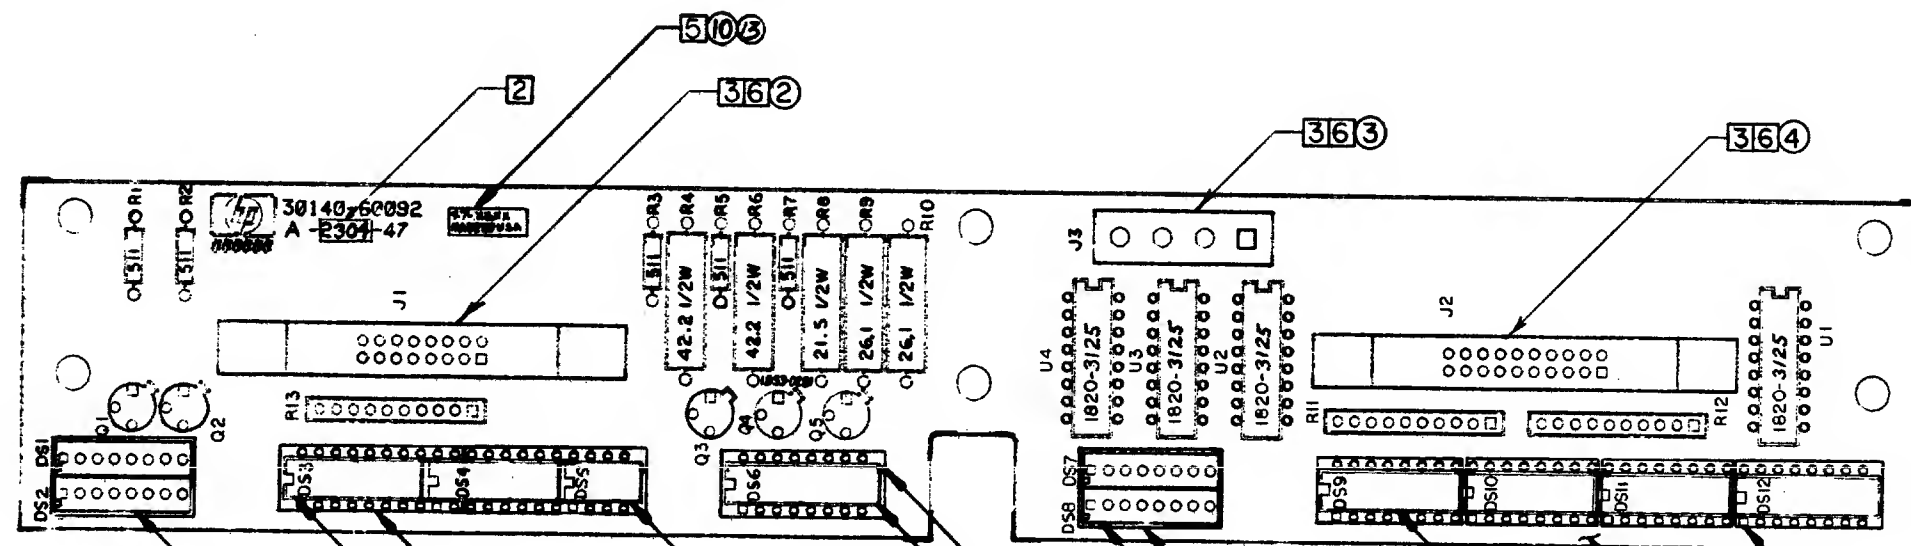 5 10 13
2
3 6 2
3 6 3
3 6 4
R1
R2
hp
30140-60092
A-2304-47
R3
R4
R5
R6
R7
R8
R9
R10
511
511
511
511
511
42.2 1/2W
42.2 1/2W
21.5 1/2W
26.1 1/2W
26.1 1/2W
J1
J3
J2
U4
1820-3125
U3
1820-3125
U2
1820-3125
1820-3125
U1
Q1
Q2
R13
Q3
Q4
Q5
R11
R12
DS1
DS2
DS3
DS4
DS5
DS6
DS7
DS8
DS9
DS10
DS11
DS12